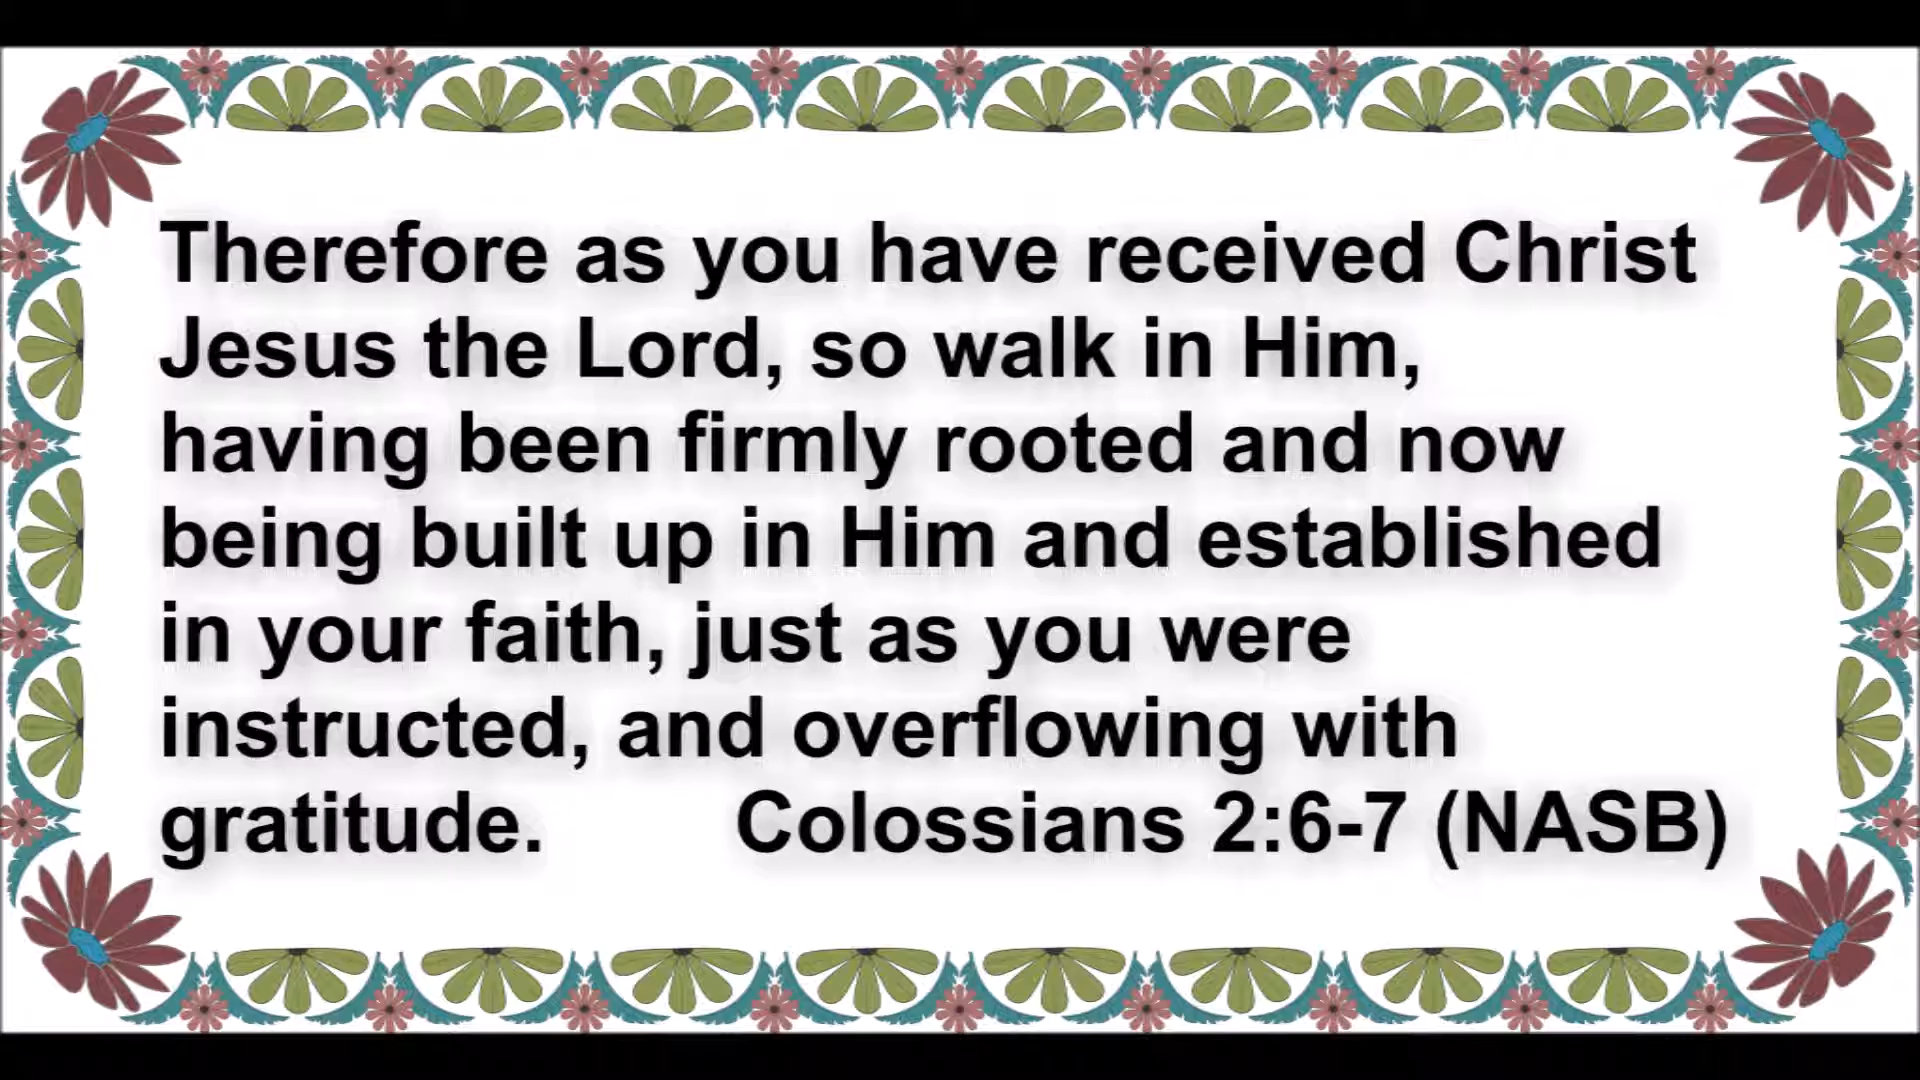 Therefore as you have received Christ
Jesus the Lord, so walk in Him,
having been firmly rooted and now
being built up in Him and established
in your faith, just as you were
instructed, and overflowing with
gratitude. Colossians 2:6-7 (NASB)